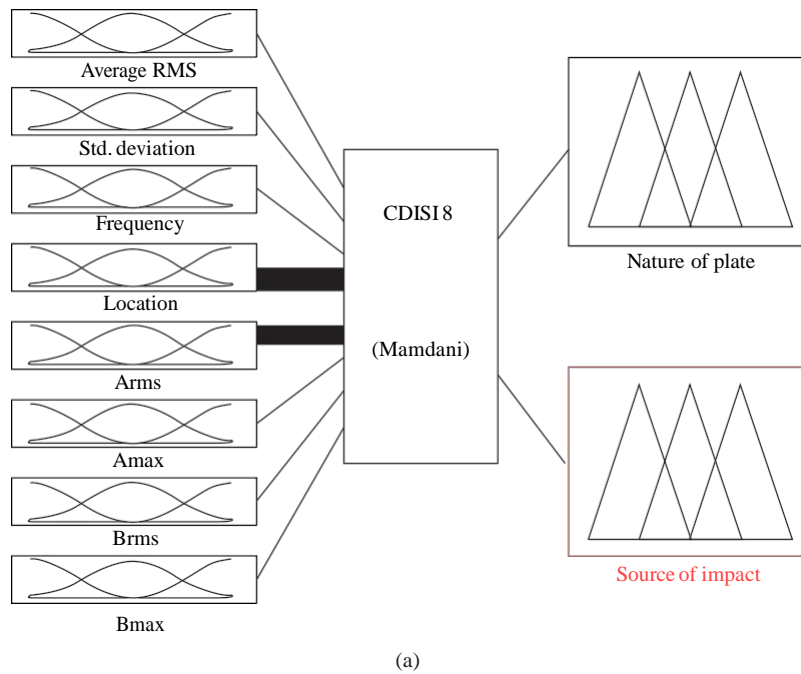 Average RMS
Std. deviation
Frequency
Location
Arms
Amax
Brms
Bmax
CDISI 8
(Mamdani)
Nature of plate
Source of impact
(a)